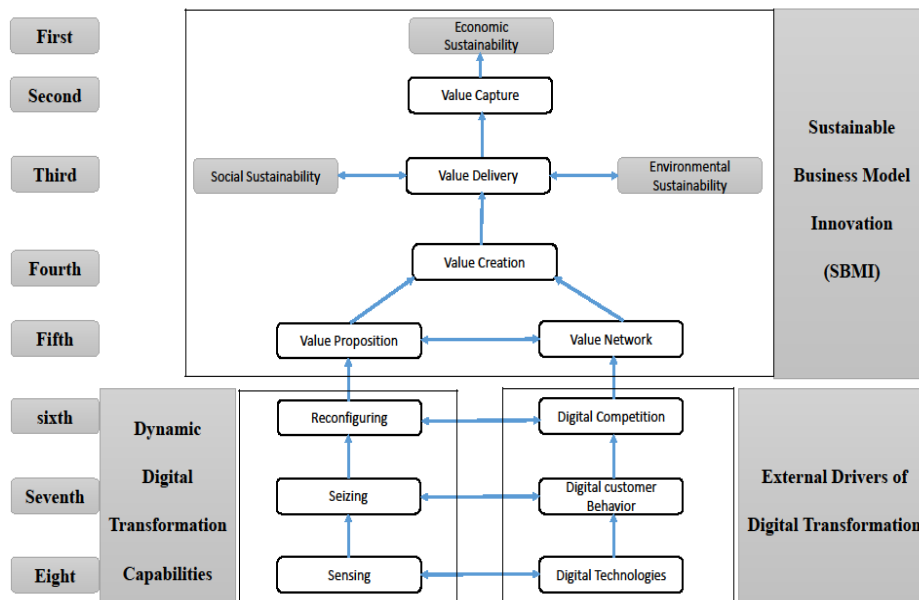 First
Economic
Sustainability
Second
Value Capture
Third
Social Sustainability
Value Delivery
Environmental
Sustainability
Fourth
Value Creation
Fifth
Value Proposition
Value Network
Sustainable
Business Model
Innovation
(SBMI)
sixth
Reconfiguring
Digital Competition
Seventh
Seizing
Digital customer
Behavior
Eight
Sensing
Digital Technologies
Dynamic
Digital
Transformation
Capabilities
External Drivers of
Digital Transformation